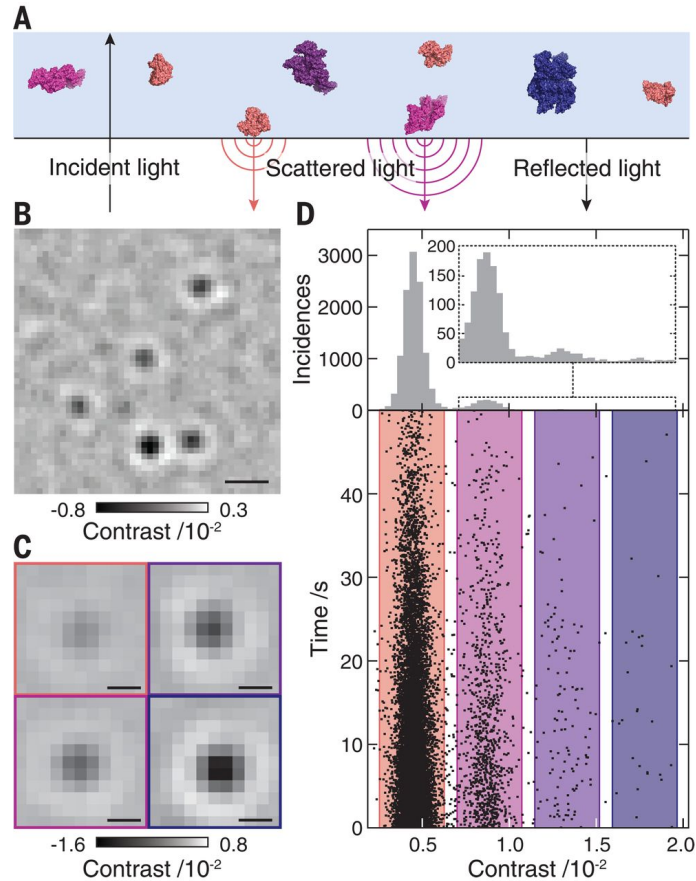 A
Incident light
Scattered light
Reflected light
B
-0.8
0.3
Contrast /10-2
C
-1.6
0.8
Contrast /10-2
D
Incidences
3000
1000
0
200
150
100
50
0
Time /s
40
30
20
10
0
0.5
1.0
1.5
2.0
Contrast /10-2